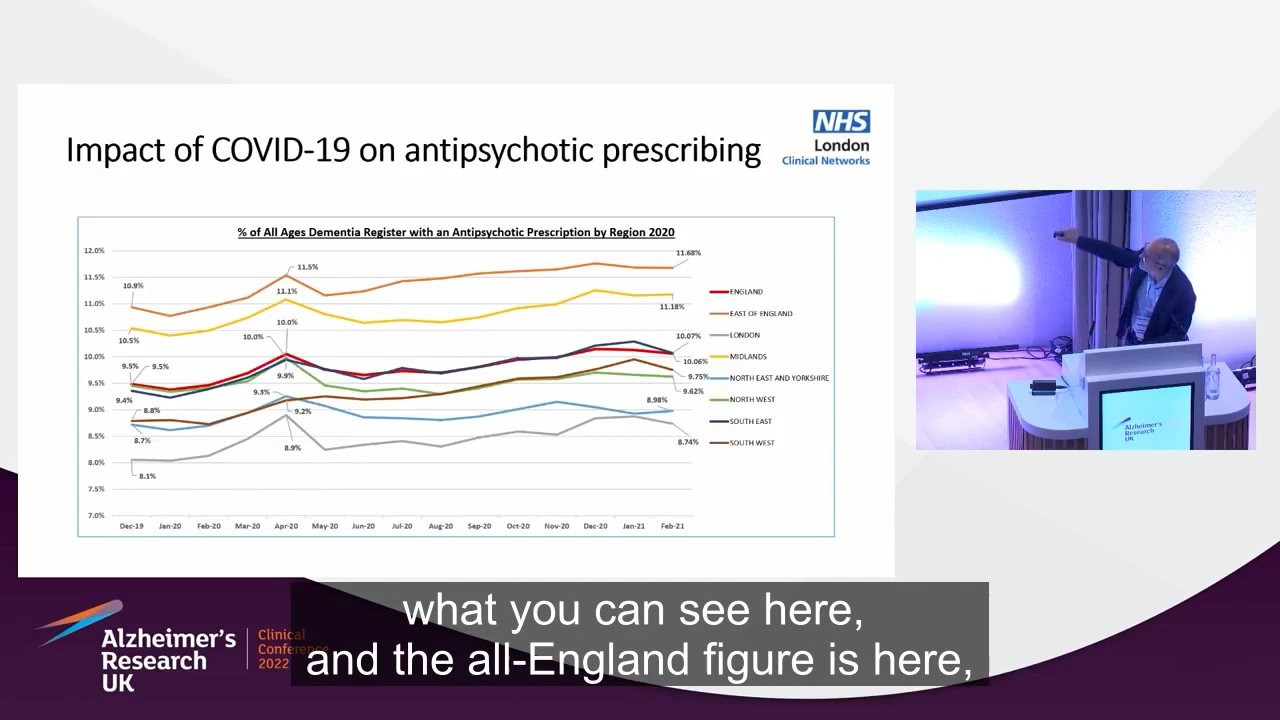 Impact of COVID-19 on antipsychotic prescribing
NHS
London
Clinical Networks
% of All Ages Dementia Register with an Antipsychotic Prescription by Region 2020
12.0%
11.5%
11.0%
10.5%
10.0%
9.5%
9.0%
8.5%
8.0%
7.5%
7.0%
10.9%
10.5%
9.5%
9.5%
9.4%
8.8%
8.7%
8.1%
11.5%
11.1%
10.0%
10.0%
9.9%
9.3%
9.2%
8.9%
11.68%
11.18%
10.07%
10.06%
9.75%
9.62%
8.98%
8.74%
ENGLAND
EAST OF ENGLAND
LONDON
MIDLANDS
NORTH EAST AND YORKSHIRE
NORTH WEST
SOUTH EAST
SOUTH WEST
Dec-19 Jan-20 Feb-20 Mar-20 Apr-20 May-20 Jun-20 Jul-20 Aug-20 Sep-20 Oct-20 Nov-20 Dec-20 Jan-21 Feb-21
Alzheimer's
Research
UK
Alzheimer's
Research
UK
Clinical
Conference
2022
what you can see here,
and the all-England figure is here,